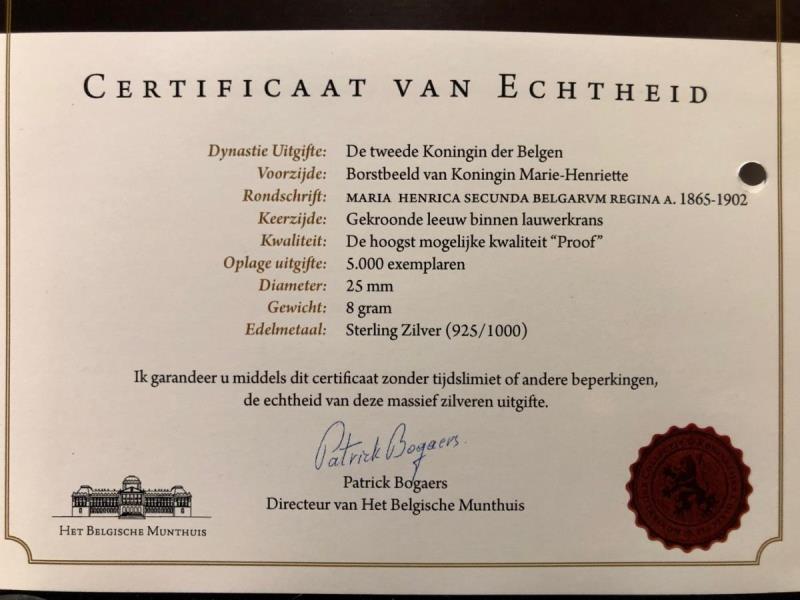 CERTIFICAAT VAN ECHTHEID
Dynastie Uitgifte: De tweede Koningin der Belgen
Voorzijde: Borstbeeld van Koningin Marie-Henriette
Rondschrift: MARIA HENRICA SECUNDA BELGARVM REGINA A. 1865-1902
Keerzijde: Gekroonde leeuw binnen lauwerkrans
Kwaliteit: De hoogst mogelijke kwaliteit “Proof”
Oplage uitgifte: 5.000 exemplaren
Diameter: 25 mm
Gewicht: 8 gram
Edelmetaal: Sterling Zilver (925/1000)
Ik garandeer u middels dit certificaat zonder tijdslimiet of andere beperkingen,
de echtheid van deze massief zilveren uitgifte.
Patrick Bogaers.
Patrick Bogaers
Directeur van Het Belgische Munthuis
HET BELGISCHE MUNTHUIS